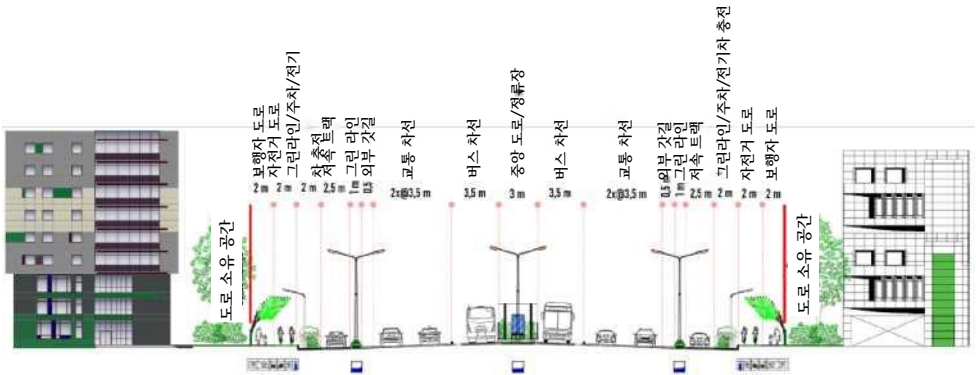 보행자 도로
자전거 도로
그린라인/주차/전기
차충전
저속 트랙
그린 라인
외부 갓길
교통 차선
버스 차선
중앙 도로/정류장
버스 차선
교통 차선
외부 갓길
그린 라인
저속 트랙
그린라인/주차/전기차 충전
자전거 도로
보행자 도로
2 m
2 m
2 m
2,5 m
1 m
0,5
2x@3,5 m
3,5 m
3 m
3,5 m
2x@3,5 m
0,5
1 m
2,5 m
2 m
2 m
2 m
도로 소유 공간
도로 소유 공간